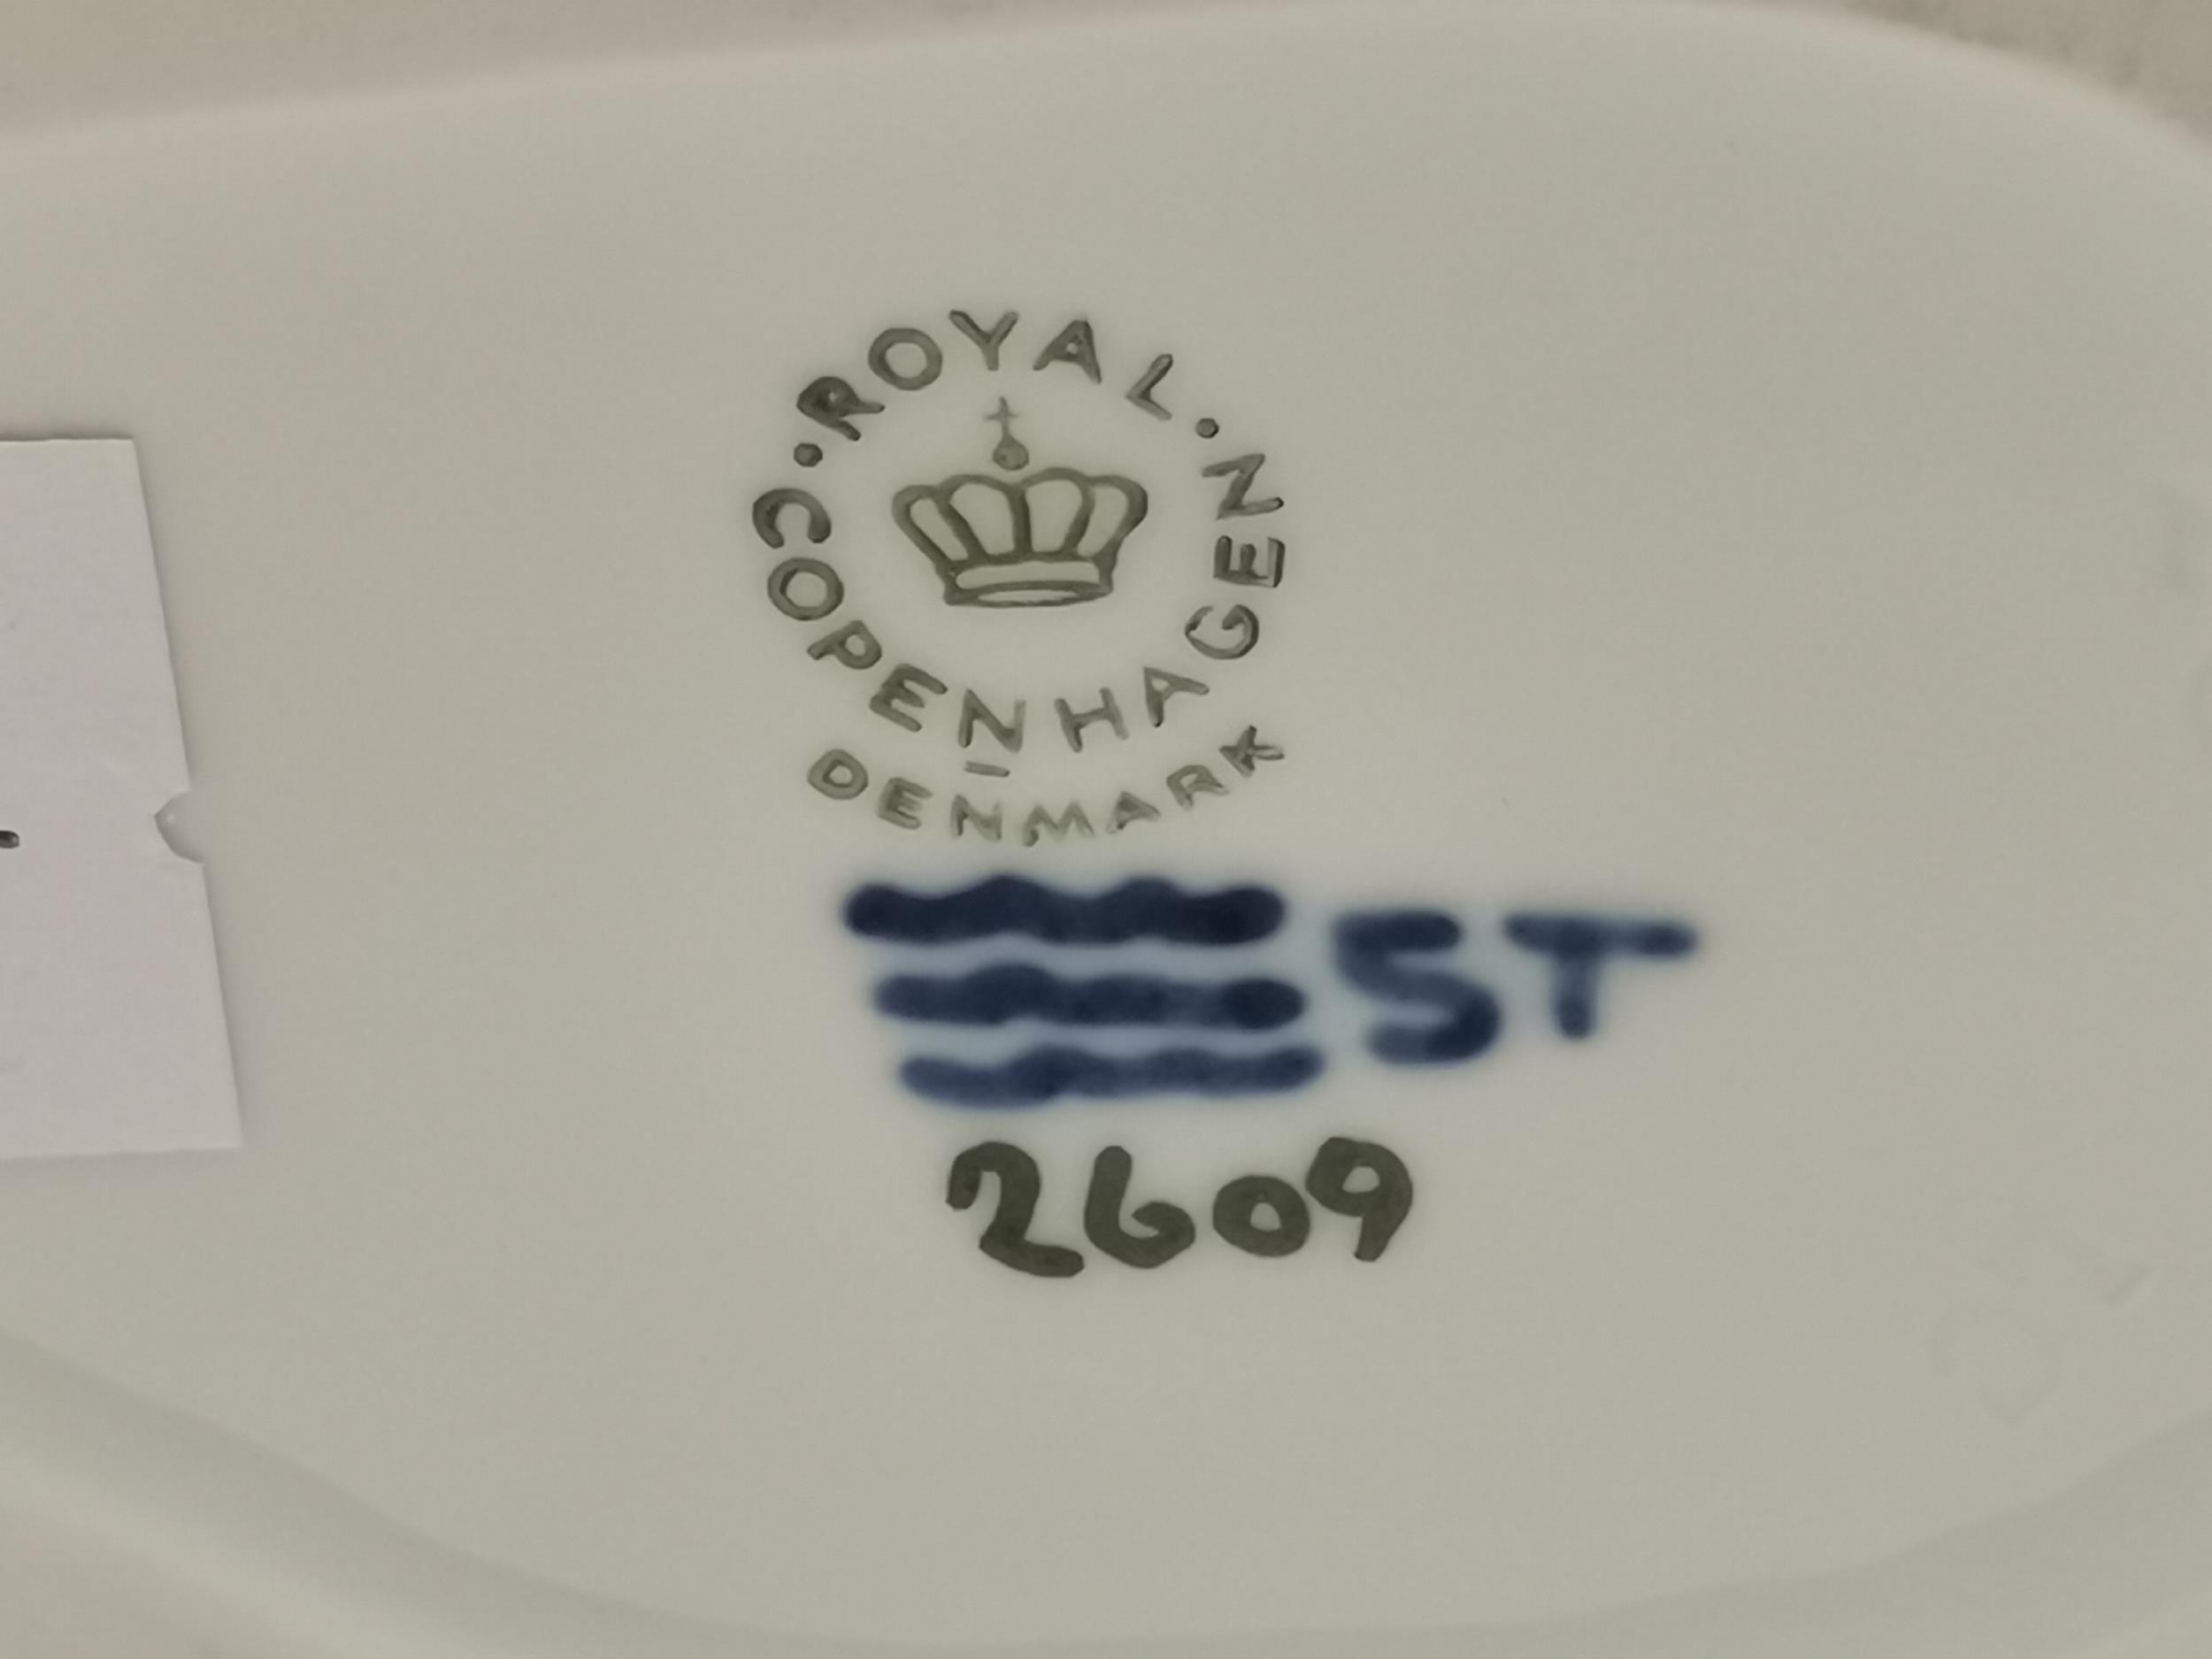 · ROYAL ·
COPENHAGEN
DENMARK
ST
2609